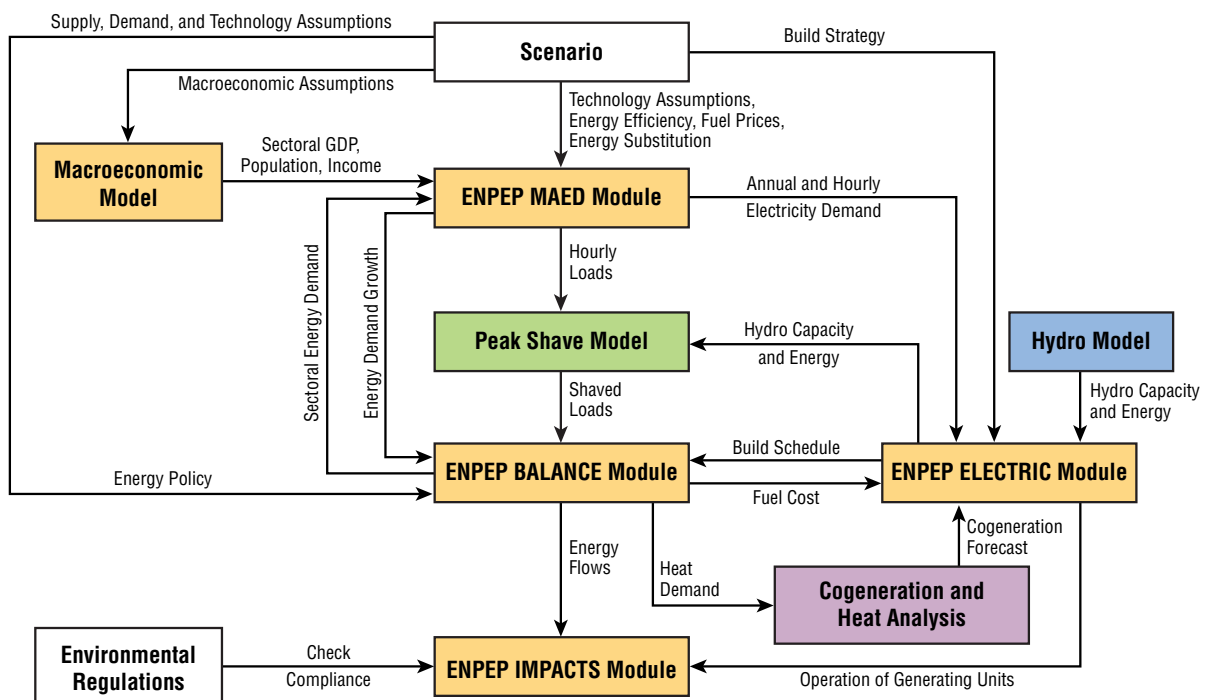 Supply, Demand, and Technology Assumptions
Scenario
Build Strategy
Macroeconomic Assumptions
Technology Assumptions,
Energy Efficiency, Fuel Prices,
Energy Substitution
Macroeconomic
Model
Sectoral GDP,
Population, Income
ENPEP MAED Module
Annual and Hourly
Electricity Demand
Sectoral Energy Demand
Energy Demand Growth
Hourly
Loads
Peak Shave Model
Hydro Capacity
and Energy
Hydro Model
Shaved
Loads
Hydro Capacity
and Energy
Energy Policy
ENPEP BALANCE Module
Build Schedule
Fuel Cost
ENPEP ELECTRIC Module
Energy
Flows
Heat
Demand
Cogeneration
Forecast
Cogeneration and
Heat Analysis
Environmental
Regulations
Check
Compliance
ENPEP IMPACTS Module
Operation of Generating Units